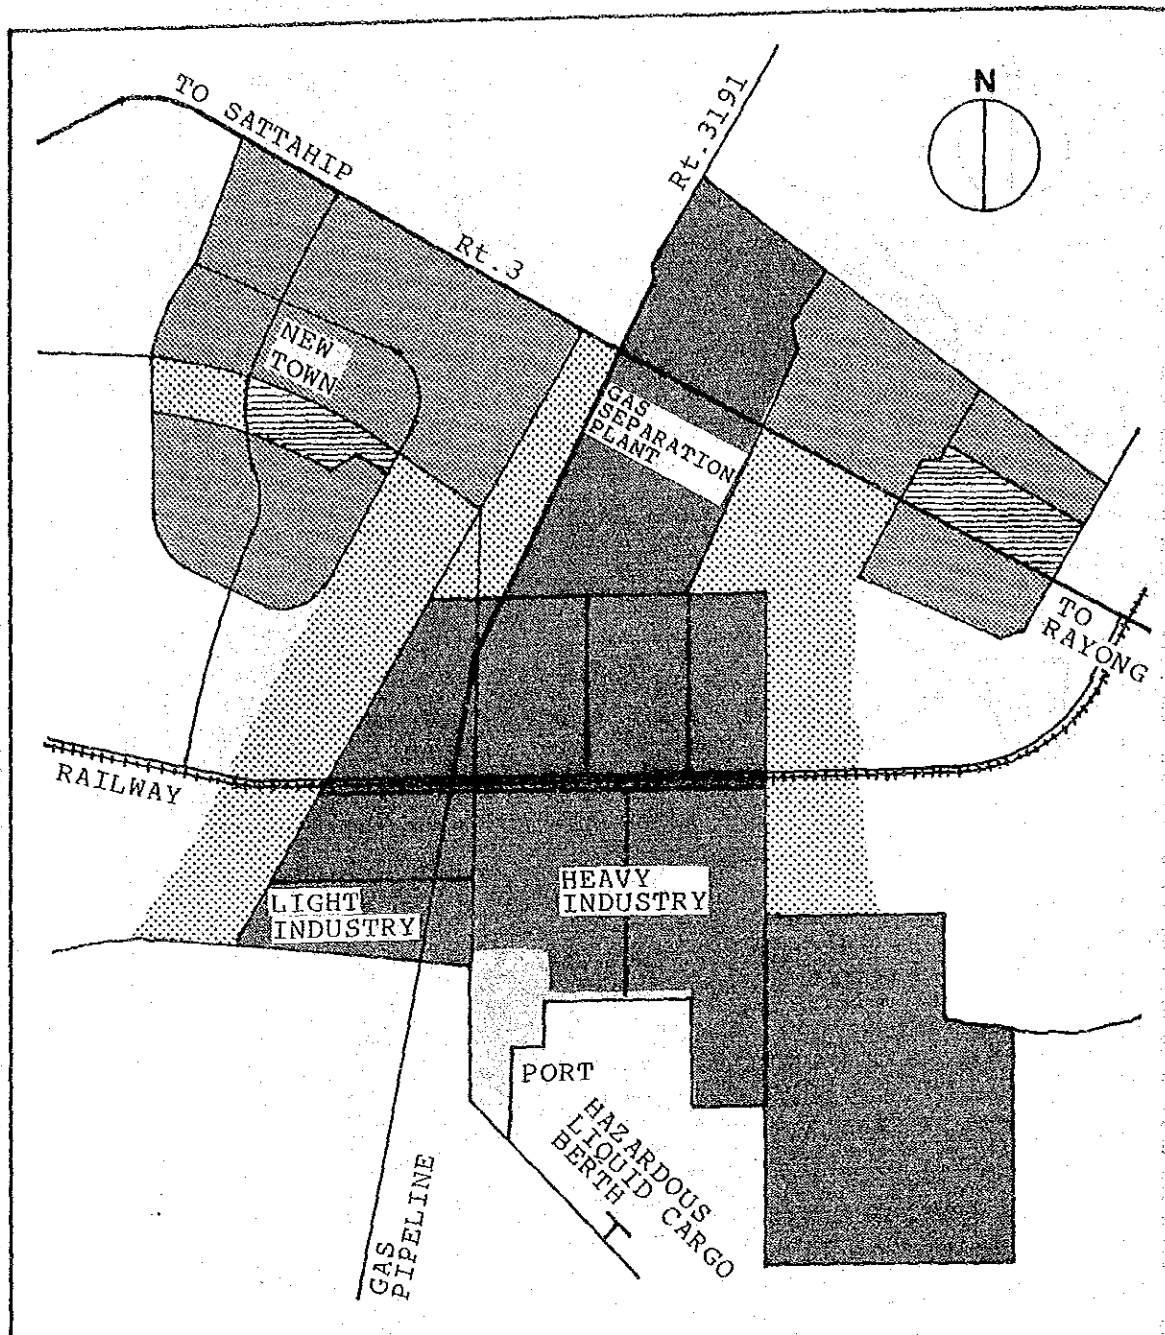 N
TO SATTAHIP
Rt.3191
Rt.3
NEW
TOWN
GAS
SEPARATION
PLANT
TO
RAYONG
RAILWAY
HEAVY
INDUSTRY
LIGHT
INDUSTRY
PORT
HAZARDOUS
LIQUID CARGO
BERTH
GAS
PIPELINE